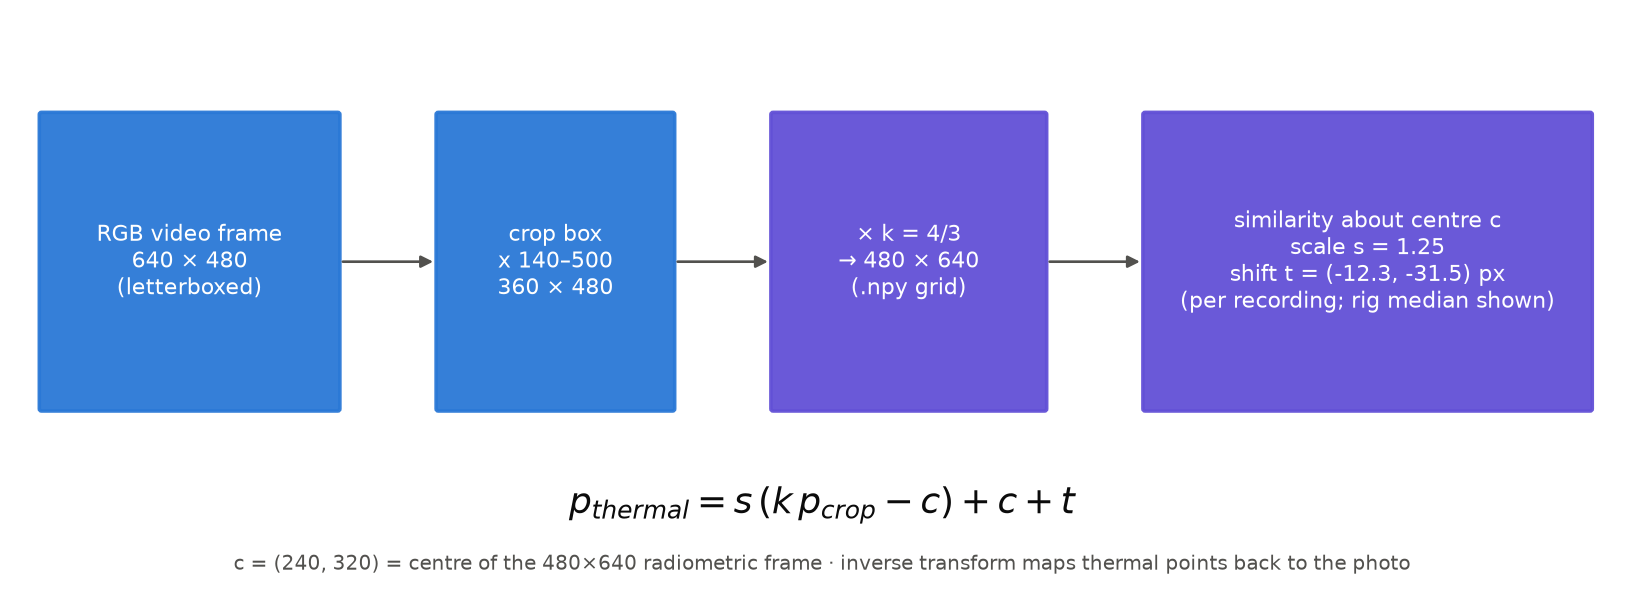 RGB video frame
640 × 480
(letterboxed)
crop box
x 140–500
360 × 480
× k = 4/3
→ 480 × 640
(.npy grid)
similarity about centre c
scale s = 1.25
shift t = (-12.3, -31.5) px
(per recording; rig median shown)
p_thermal = s (k p_crop − c) + c + t
c = (240, 320) = centre of the 480×640 radiometric frame · inverse transform maps thermal points back to the photo